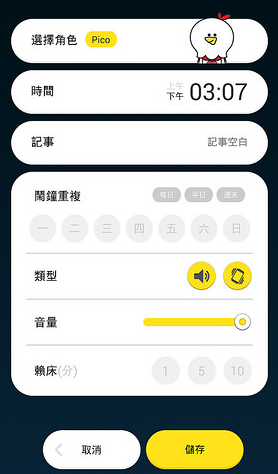 選擇角色 Pico
時間 上午 下午 03:07
記事 記事空白
鬧鐘重複 每日 平日 週末
一 二 三 四 五 六 日
類型
音量
賴床(分) 1 5 10
取消 儲存